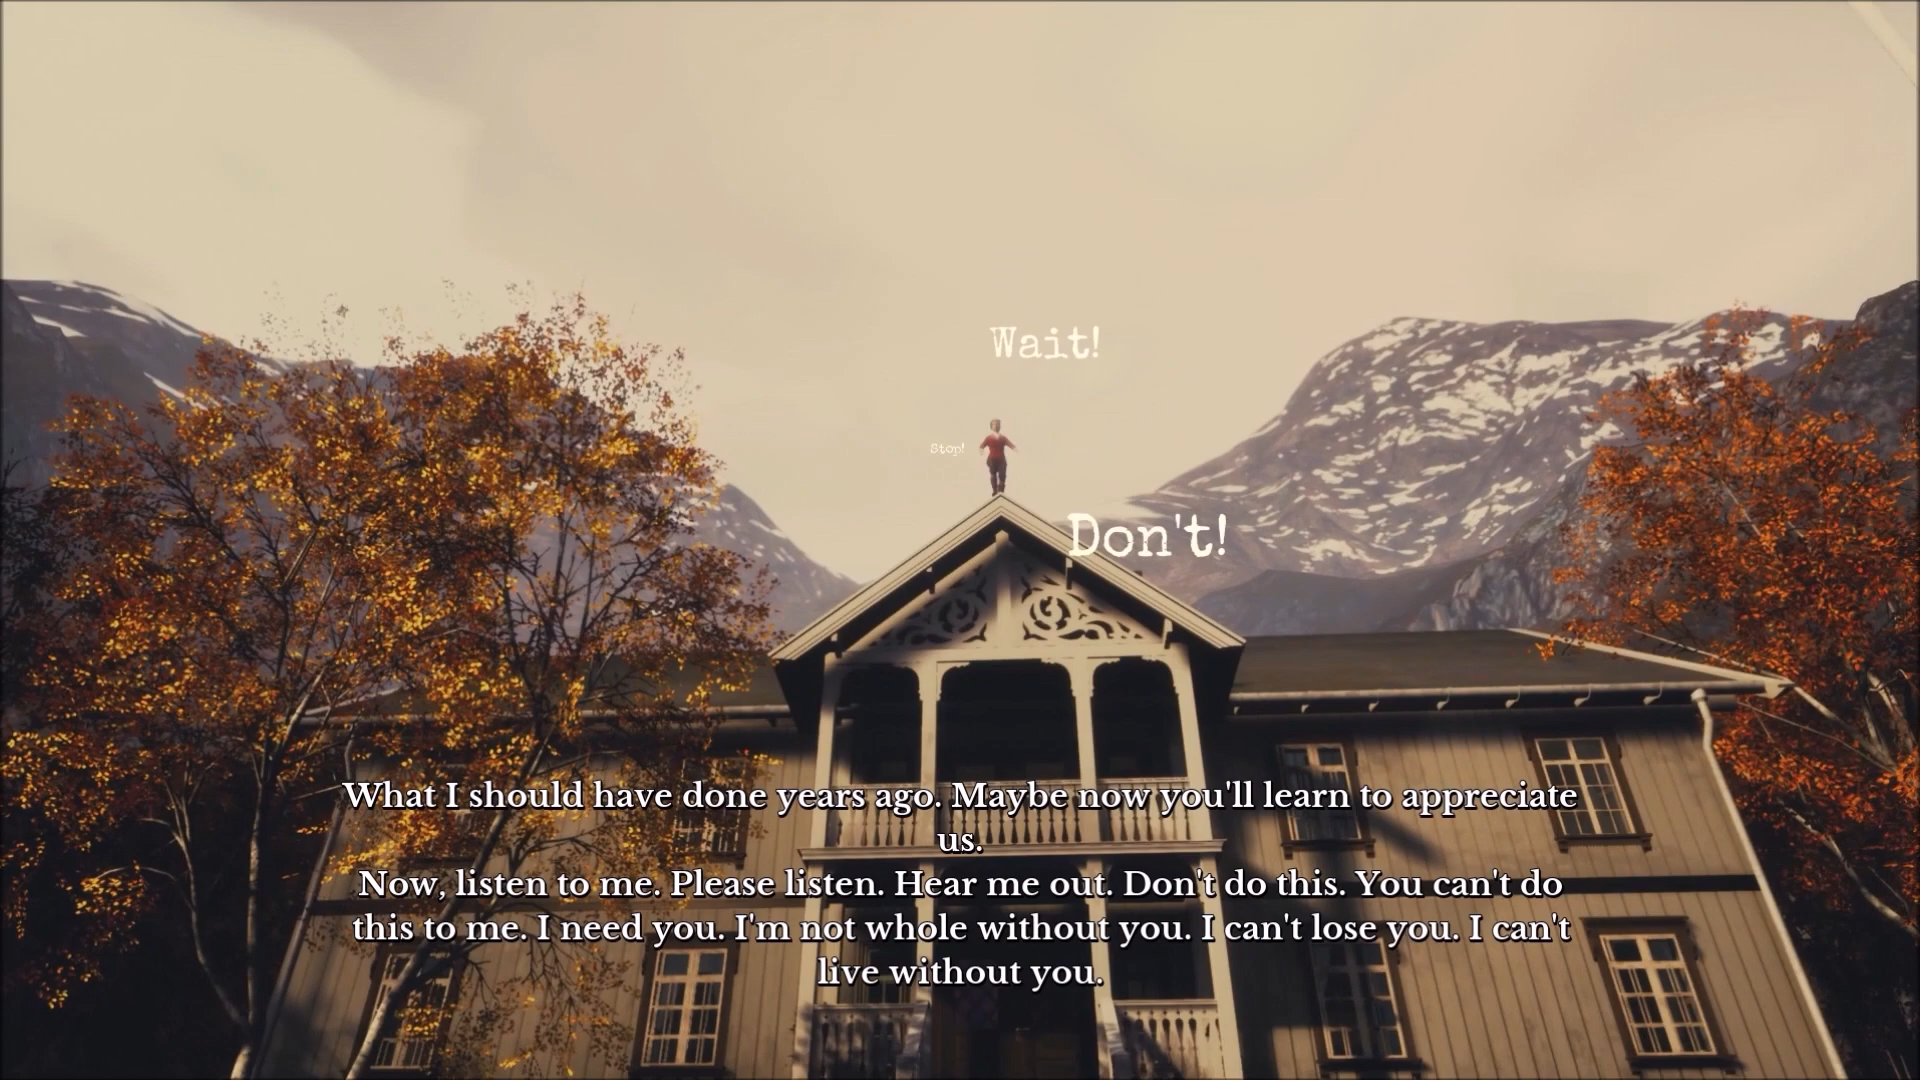 Wait!
Stop!
Don't!
What I should have done years ago. Maybe now you'll learn to appreciate
us.
Now, listen to me. Please listen. Hear me out. Don't do this. You can't do
this to me. I need you. I'm not whole without you. I can't lose you. I can't
live without you.